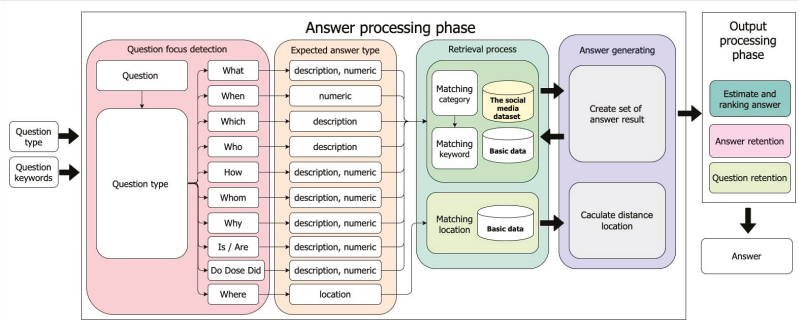 Answer processing phase
Question focus detection
Expected answer type
Retrieval process
Answer generating
Question
type
Question
keywords
Question
Question type
What
When
Which
Who
How
Whom
Why
Is / Are
Do Dose Did
Where
description, numeric
numeric
description
description
description, numeric
description, numeric
description, numeric
description, numeric
description, numeric
location
Matching
category
Matching
keyword
The social
media
dataset
Basic data
Matching
location
Basic data
Create set of
answer result
Caculate distance
location
Output
processing
phase
Estimate and
ranking answer
Answer retention
Question retention
Answer